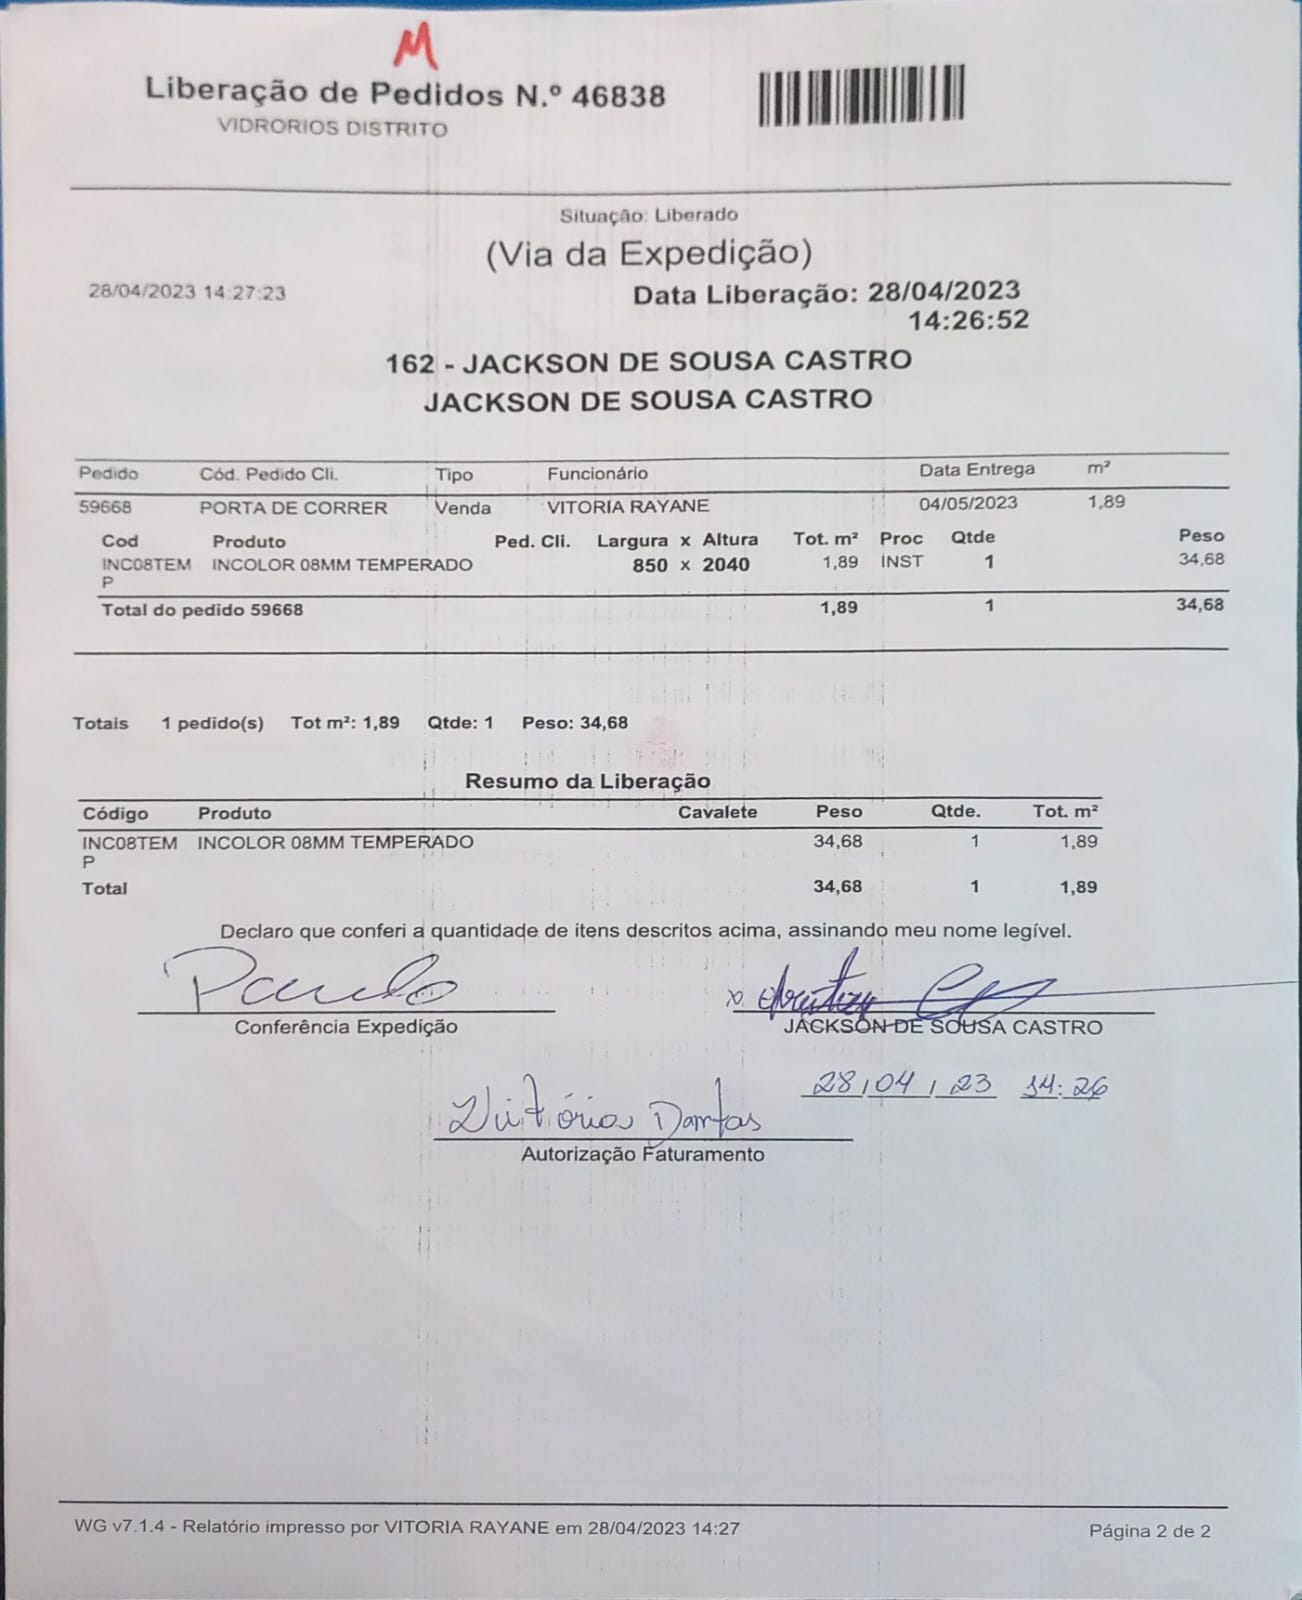 M
Liberação de Pedidos N.º 46838
VIDRORIOS DISTRITO
Situação: Liberado
(Via da Expedição)
28/04/2023 14:27:23
Data Liberação: 28/04/2023
14:26:52
162 - JACKSON DE SOUSA CASTRO
JACKSON DE SOUSA CASTRO
Pedido Cód. Pedido Cli. Tipo Funcionário Data Entrega m²
59668 PORTA DE CORRER Venda VITORIA RAYANE 04/05/2023 1,89
Cod Produto Ped. Cli. Largura x Altura Tot. m² Proc Qtde Peso
INC08TEM INCOLOR 08MM TEMPERADO 850 x 2040 1,89 INST 1 34,68
P
Total do pedido 59668 1,89 1 34,68
Totais 1 pedido(s) Tot m²: 1,89 Qtde: 1 Peso: 34,68
Resumo da Liberação
Código Produto Cavalete Peso Qtde. Tot. m²
INC08TEM INCOLOR 08MM TEMPERADO 34,68 1 1,89
P
Total 34,68 1 1,89
Declaro que conferi a quantidade de itens descritos acima, assinando meu nome legível.
Paulo
Conferência Expedição JACKSON DE SOUSA CASTRO
28/04/23 14:26
Vitória Dantas
Autorização Faturamento
WG v7.1.4 - Relatório impresso por VITORIA RAYANE em 28/04/2023 14:27
Página 2 de 2